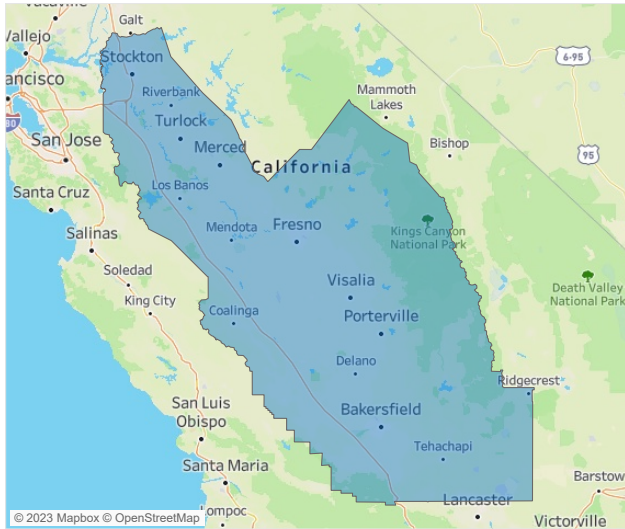 Vacaville
Galt
Vallejo
Stockton
ancisco
6-95
Riverbank
Mammoth
Lakes
Turlock
80
San Jose
Merced
Bishop
95
California
Los Banos
Santa Cruz
Kings Canyon
National Park
Salinas
Mendota
Fresno
Soledad
Visalia
Death Valley
National Park
King City
Coalinga
Porterville
Delano
Ridgecrest
San Luis
Obispo
Bakersfield
Tehachapi
Santa Maria
Barstow
Lancaster
Lompoc
Victorville
© 2023 Mapbox © OpenStreetMap